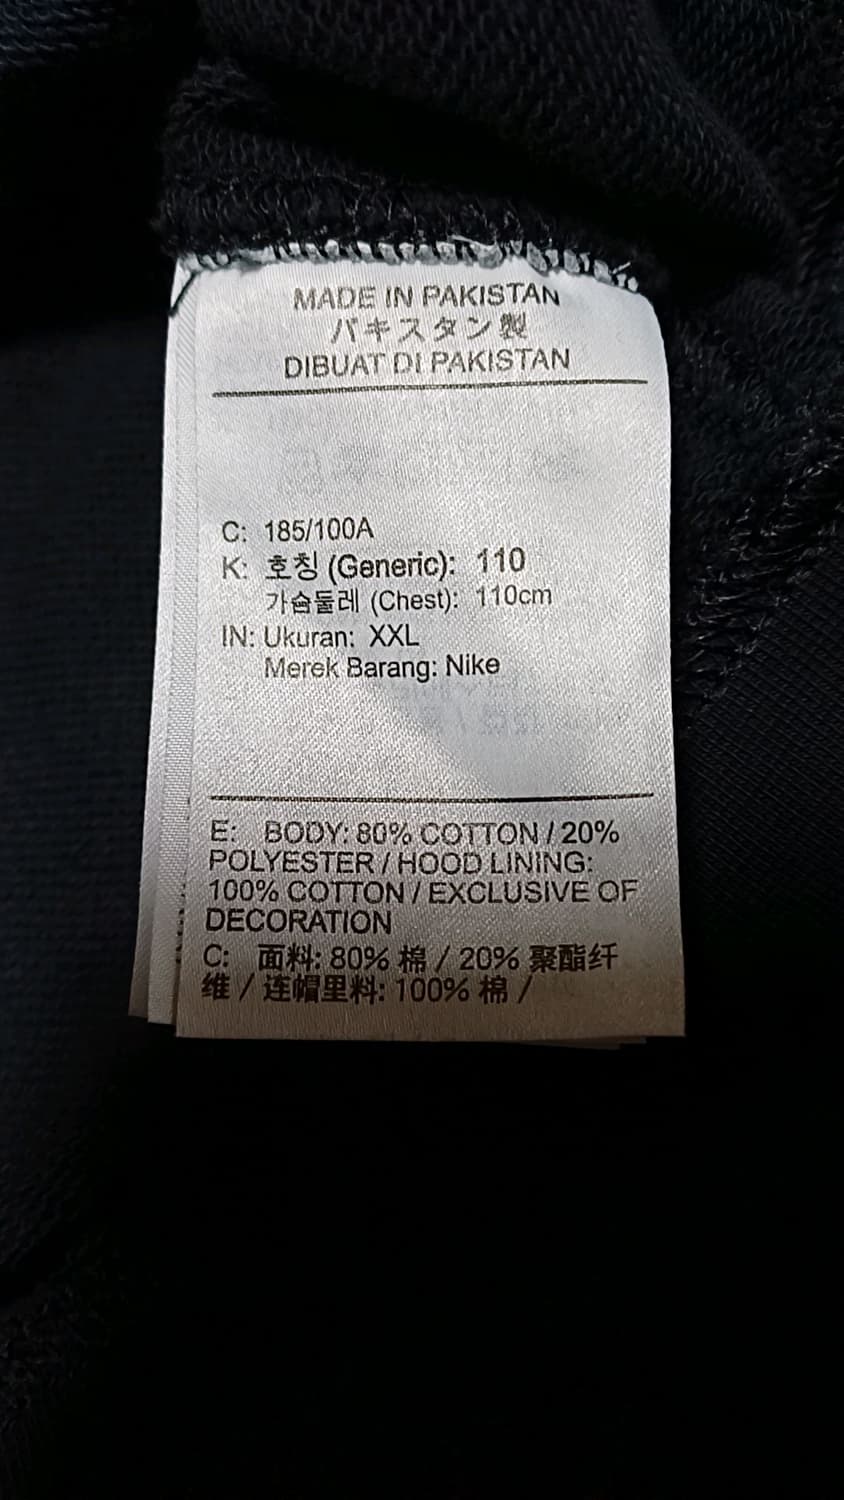 MADE IN PAKISTAN
パキスタン製
DIBUAT DI PAKISTAN
C: 185/100A
K: 호칭 (Generic): 110
가슴둘레 (Chest): 110cm
IN: Ukuran: XXL
Merek Barang: Nike
E: BODY: 80% COTTON / 20%
POLYESTER / HOOD LINING:
100% COTTON / EXCLUSIVE OF
DECORATION
C: 面料: 80% 棉 / 20% 聚酯纤
维 / 连帽里料: 100% 棉 /